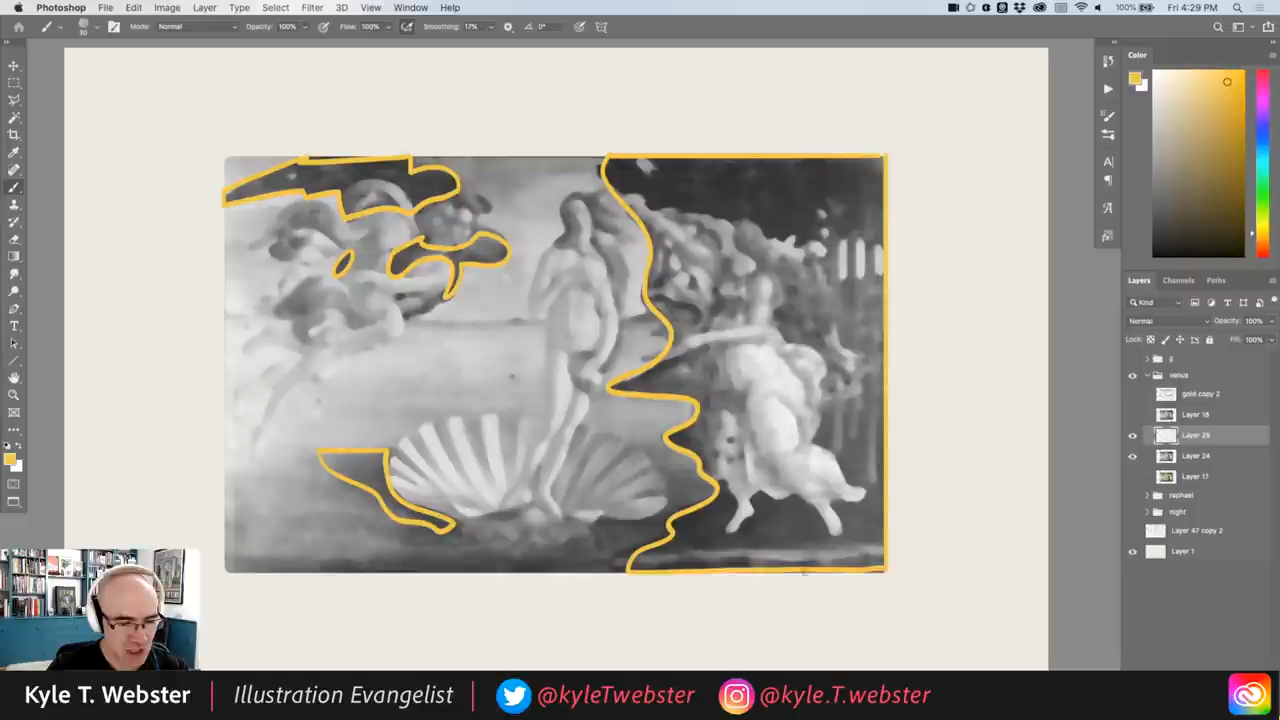 Photoshop File Edit Image Layer Type Select Filter 3D View Window Help 100% Fri 4:29 PM
30 Mode: Normal Opacity: 100% Flow: 100% Smoothing: 17% 0°
Color
Layers Channels Paths
Kind
Normal Opacity: 100%
Lock: Fill: 100%
venus
gold copy 2
Layer 18
Layer 25
Layer 24
Layer 17
raphael
night
Layer 47 copy 2
Layer 1
Kyle T. Webster | Illustration Evangelist @kyleTwebster @kyle.T.webster